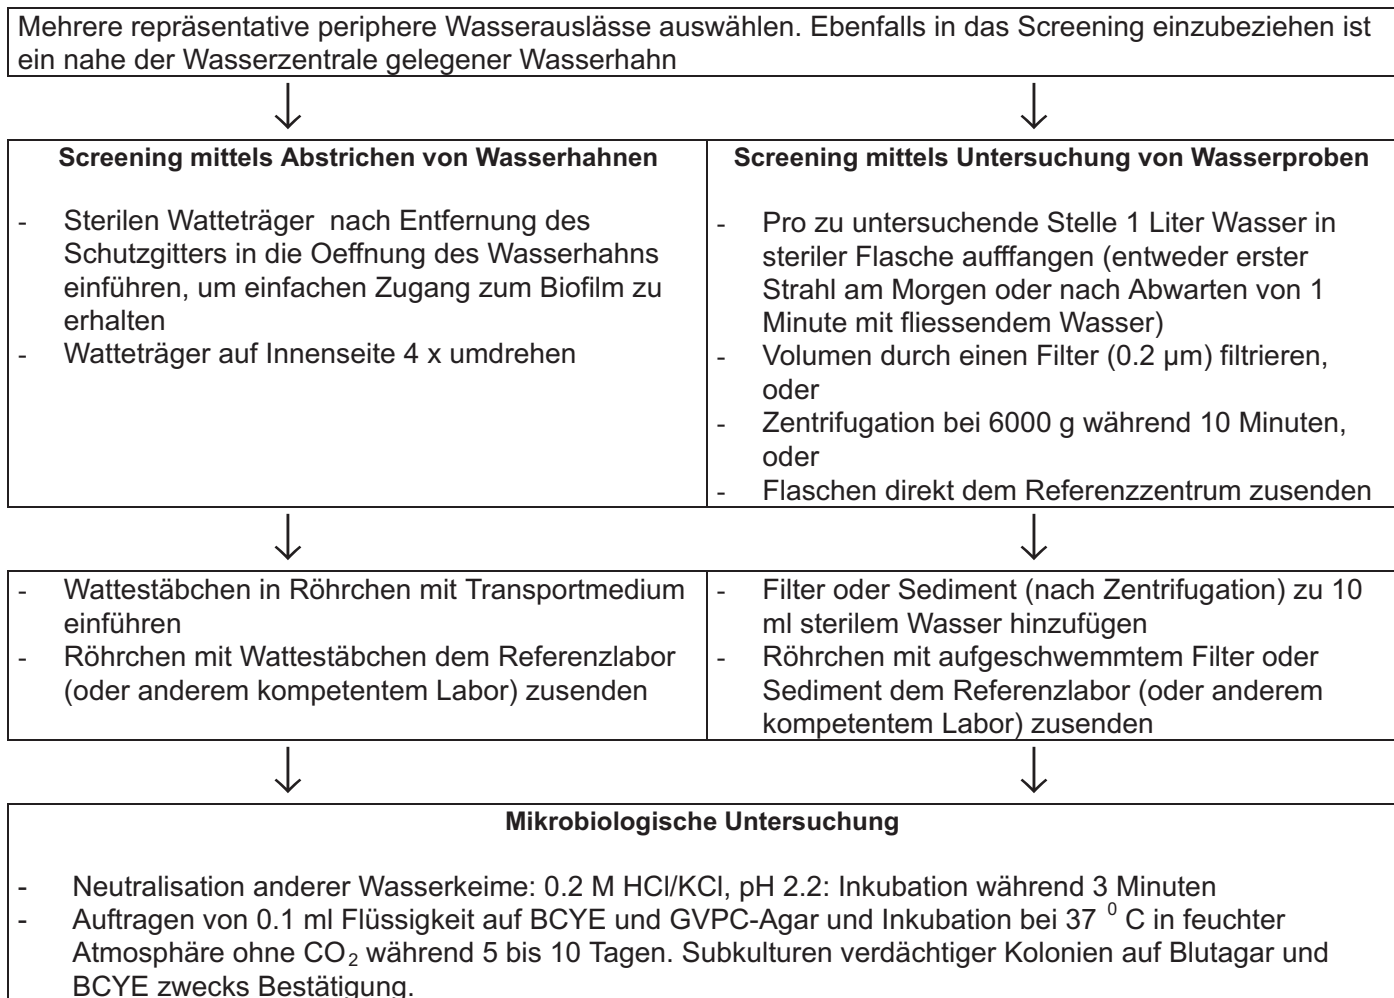 Mehrere repräsentative periphere Wasserauslässe auswählen. Ebenfalls in das Screening einzubeziehen ist
ein nahe der Wasserzentrale gelegener Wasserhahn
Screening mittels Abstrichen von Wasserhahnen
- Sterilen Watteträger nach Entfernung des
Schutzgitters in die Oeffnung des Wasserhahns
einführen, um einfachen Zugang zum Biofilm zu
erhalten
- Watteträger auf Innenseite 4 x umdrehen
Screening mittels Untersuchung von Wasserproben
- Pro zu untersuchende Stelle 1 Liter Wasser in
steriler Flasche aufffangen (entweder erster
Strahl am Morgen oder nach Abwarten von 1
Minute mit fliessendem Wasser)
- Volumen durch einen Filter (0.2 µm) filtrieren,
oder
- Zentrifugation bei 6000 g während 10 Minuten,
oder
- Flaschen direkt dem Referenzzentrum zusenden
- Wattestäbchen in Röhrchen mit Transportmedium
einführen
- Röhrchen mit Wattestäbchen dem Referenzlabor
(oder anderem kompetentem Labor) zusenden
- Filter oder Sediment (nach Zentrifugation) zu 10
ml sterilem Wasser hinzufügen
- Röhrchen mit aufgeschwemmtem Filter oder
Sediment dem Referenzlabor (oder anderem
kompetentem Labor) zusenden
Mikrobiologische Untersuchung
- Neutralisation anderer Wasserkeime: 0.2 M HCl/KCl, pH 2.2: Inkubation während 3 Minuten
- Auftragen von 0.1 ml Flüssigkeit auf BCYE und GVPC-Agar und Inkubation bei 37 ⁰ C in feuchter
Atmosphäre ohne CO₂ während 5 bis 10 Tagen. Subkulturen verdächtiger Kolonien auf Blutagar und
BCYE zwecks Bestätigung.